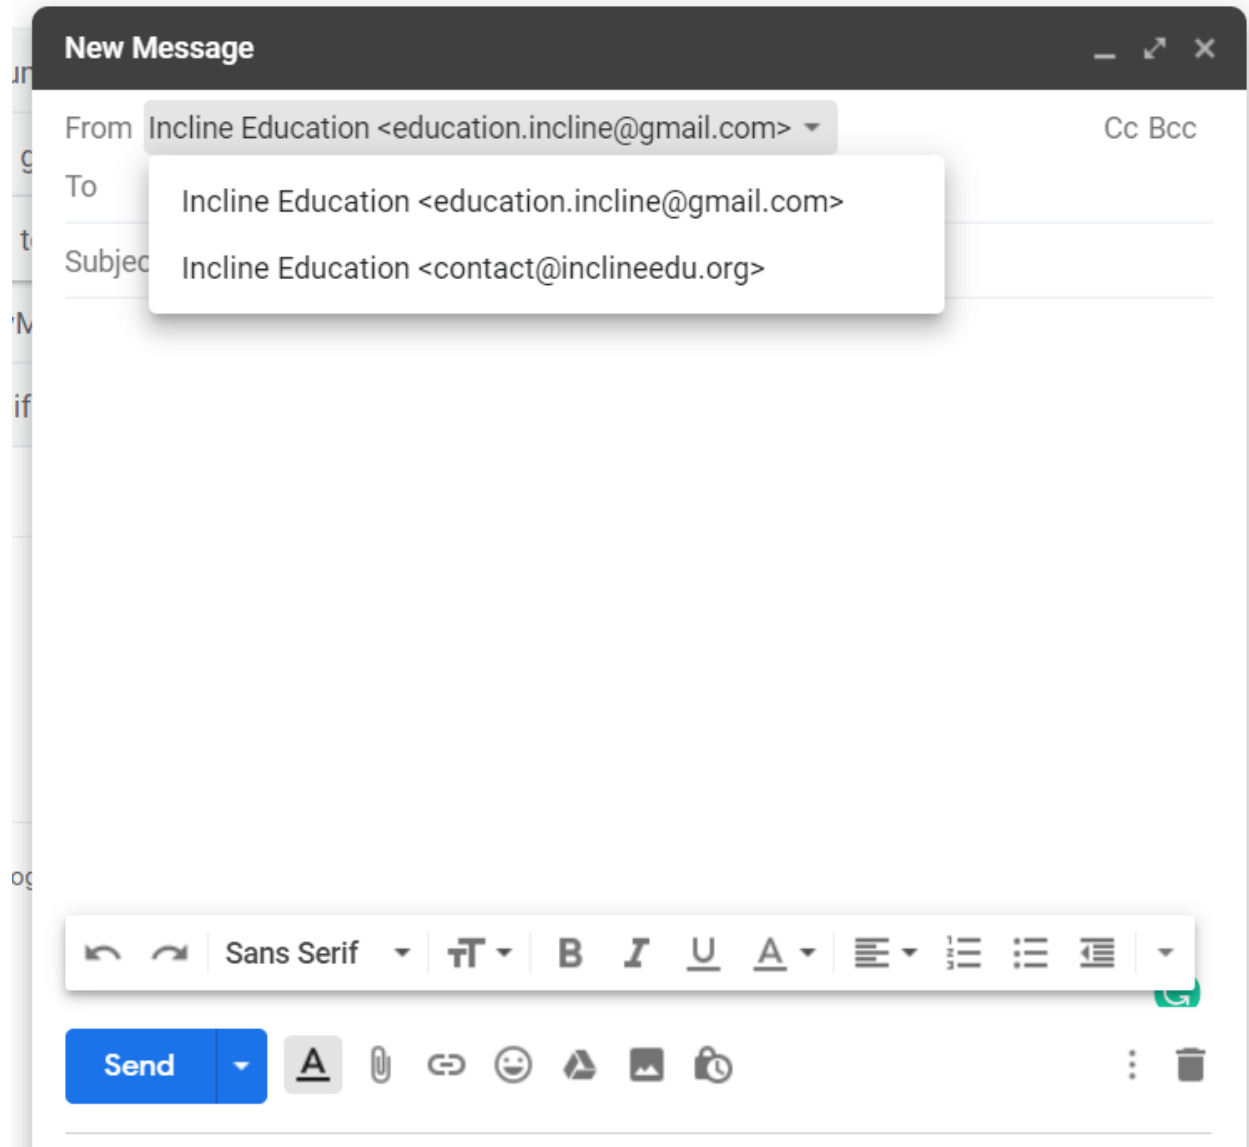 New Message
From Incline Education <education.incline@gmail.com> Cc Bcc
To
Incline Education <education.incline@gmail.com>
Subjec
Incline Education <contact@inclineedu.org>
Sans Serif
Send